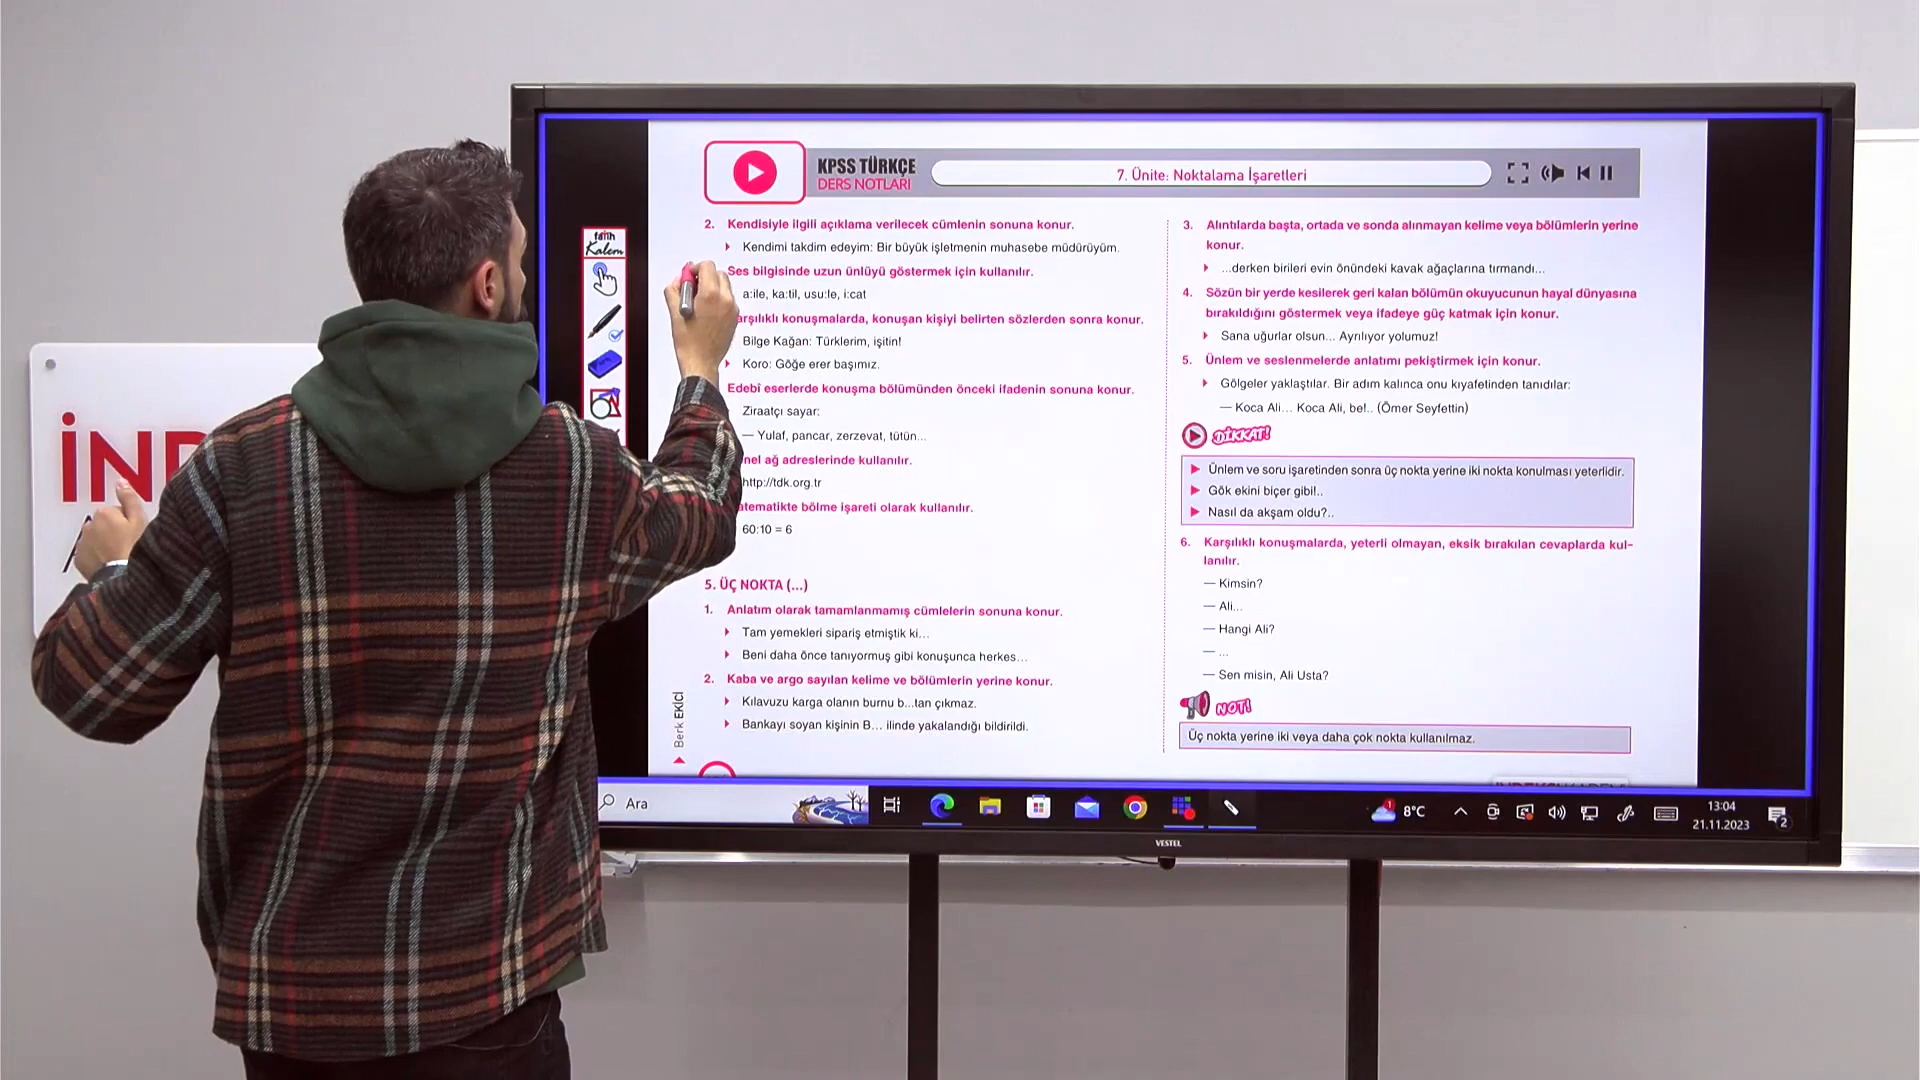 İND
A
fatih
Kalem
KPSS TÜRKÇE
DERS NOTLARI
7. Ünite: Noktalama İşaretleri
2. Kendisiyle ilgili açıklama verilecek cümlenin sonuna konur.
Kendimi takdim edeyim: Bir büyük işletmenin muhasebe müdürüyüm.
Ses bilgisinde uzun ünlüyü göstermek için kullanılır.
a:ile, ka:til, usu:le, i:cat
arşılıklı konuşmalarda, konuşan kişiyi belirten sözlerden sonra konur.
Bilge Kağan: Türklerim, işitin!
Koro: Göğe erer başımız.
Edebî eserlerde konuşma bölümünden önceki ifadenin sonuna konur.
Ziraatçı sayar:
— Yulaf, pancar, zerzevat, tütün...
nel ağ adreslerinde kullanılır.
http://tdk.org.tr
atematikte bölme işareti olarak kullanılır.
60:10 = 6
5. ÜÇ NOKTA (...)
1. Anlatım olarak tamamlanmamış cümlelerin sonuna konur.
Tam yemekleri sipariş etmiştik ki...
Beni daha önce tanıyormuş gibi konuşunca herkes...
2. Kaba ve argo sayılan kelime ve bölümlerin yerine konur.
Kılavuzu karga olanın burnu b...tan çıkmaz.
Bankayı soyan kişinin B... ilinde yakalandığı bildirildi.
Berk EKİCİ
3. Alıntılarda başta, ortada ve sonda alınmayan kelime veya bölümlerin yerine
konur.
...derken birileri evin önündeki kavak ağaçlarına tırmandı...
4. Sözün bir yerde kesilerek geri kalan bölümün okuyucunun hayal dünyasına
bırakıldığını göstermek veya ifadeye güç katmak için konur.
Sana uğurlar olsun... Ayrılıyor yolumuz!
5. Ünlem ve seslenmelerde anlatımı pekiştirmek için konur.
Gölgeler yaklaştılar. Bir adım kalınca onu kıyafetinden tanıdılar:
— Koca Ali... Koca Ali, be!.. (Ömer Seyfettin)
DİKKAT!
Ünlem ve soru işaretinden sonra üç nokta yerine iki nokta konulması yeterlidir.
Gök ekini biçer gibi!..
Nasıl da akşam oldu?..
6. Karşılıklı konuşmalarda, yeterli olmayan, eksik bırakılan cevaplarda kul-
lanılır.
— Kimsin?
— Ali...
— Hangi Ali?
— ...
— Sen misin, Ali Usta?
NOT!
Üç nokta yerine iki veya daha çok nokta kullanılmaz.
Ara
1
8°C
13:04
21.11.2023
2
VESTEL